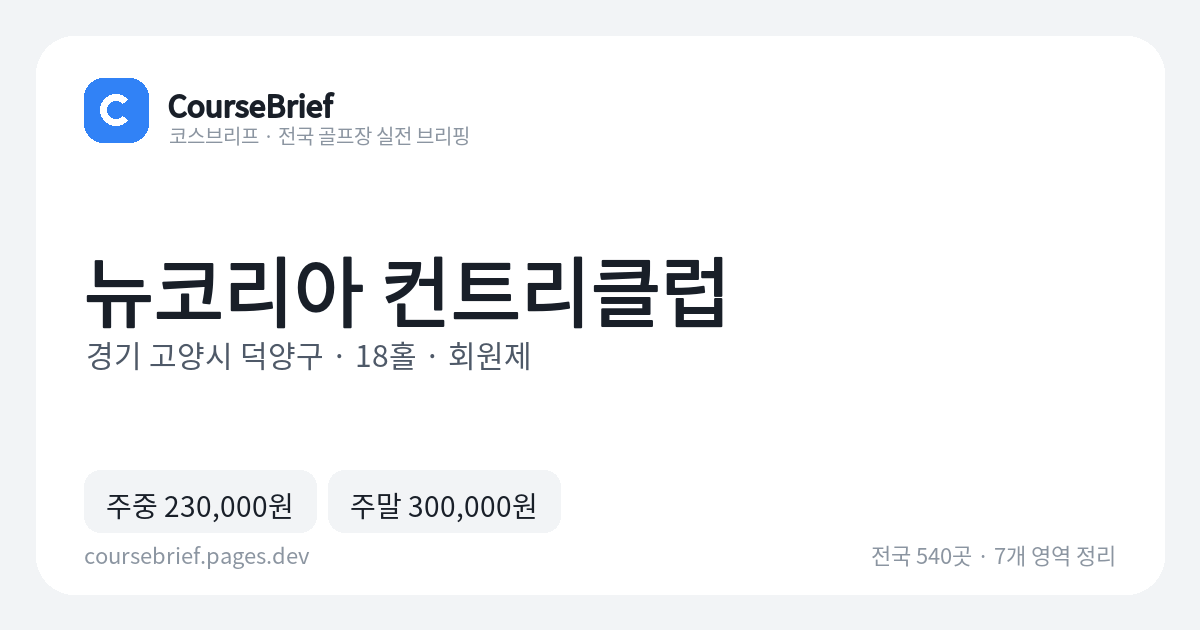 CourseBrief
코스브리프 · 전국 골프장 실전 브리핑
뉴코리아 컨트리클럽
경기 고양시 덕양구 · 18홀 · 회원제
주중 230,000원 주말 300,000원
coursebrief.pages.dev 전국 540곳 · 7개 영역 정리